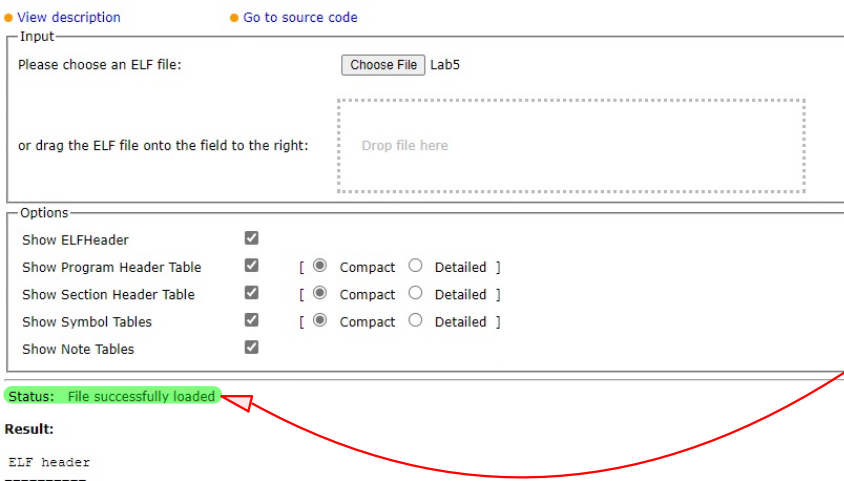 View description Go to source code
Input
Please choose an ELF file: Choose File Lab5
or drag the ELF file onto the field to the right: Drop file here
Options
Show ELFHeader
Show Program Header Table [ Compact Detailed ]
Show Section Header Table [ Compact Detailed ]
Show Symbol Tables [ Compact Detailed ]
Show Note Tables
Status: File successfully loaded
Result:
ELF header
==========